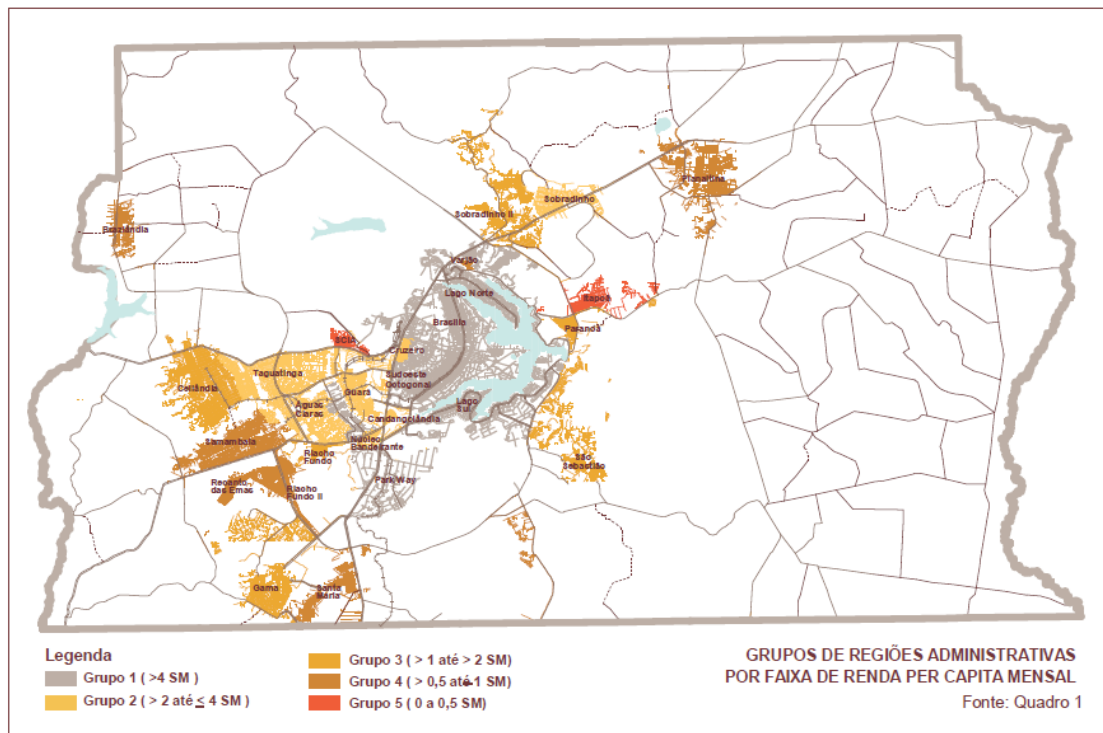 Planaltina
Sobradinho
Sobradinho II
Brazlândia
Varjão
Lago Norte
Itapoã
Brasília
Paranoá
SCIA
Cruzeiro
Taguatinga
Sudoeste
Octogonal
Ceilândia
Guará
Lago
Sul
Águas
Claras
Candangolândia
Samambaia
Núcleo
Bandeirante
Riacho
Fundo
São
Sebastião
Recanto
das Emas
Riacho
Fundo II
Park Way
Gama
Santa
Maria
Legenda
Grupo 1 ( >4 SM )
Grupo 2 ( > 2 até ≤ 4 SM )
Grupo 3 ( > 1 até > 2 SM)
Grupo 4 ( > 0,5 até 1 SM)
Grupo 5 ( 0 a 0,5 SM)
GRUPOS DE REGIÕES ADMINISTRATIVAS
POR FAIXA DE RENDA PER CAPITA MENSAL
Fonte: Quadro 1